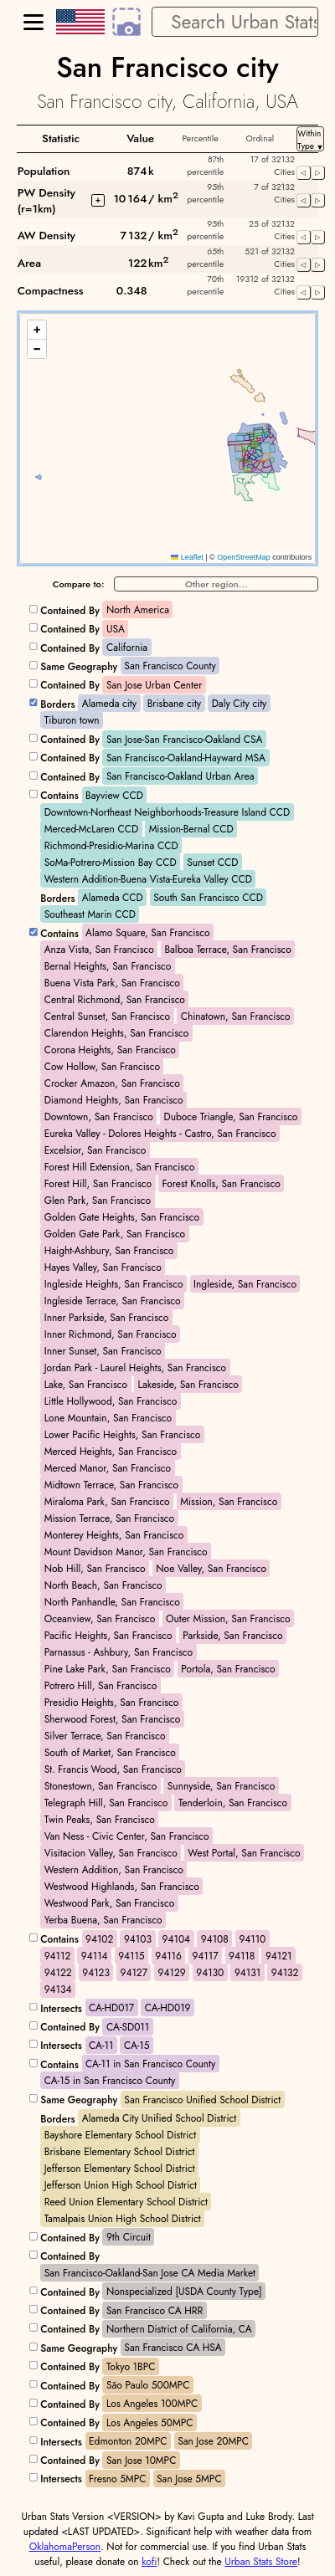 Search Urban Stats
San Francisco city
San Francisco city, California, USA
Statistic Value Percentile Ordinal Within Type ▼
Population 874k 87th percentile 17 of 32132 Cities ◁ ▷
PW Density (r=1km) + 10 164 / km2 95th percentile 7 of 32132 Cities ◁ ▷
AW Density 7 132 / km2 95th percentile 25 of 32132 Cities ◁ ▷
Area 122 km2 65th percentile 521 of 32132 Cities ◁ ▷
Compactness 0.348 70th percentile 19312 of 32132 Cities ◁ ▷
+
−
Leaflet | © OpenStreetMap contributors
Compare to: Other region...
Contained By North America
Contained By USA
Contained By California
Same Geography San Francisco County
Contained By San Jose Urban Center
Borders Alameda city Brisbane city Daly City city
Tiburon town
Contained By San Jose-San Francisco-Oakland CSA
Contained By San Francisco-Oakland-Hayward MSA
Contained By San Francisco-Oakland Urban Area
Contains Bayview CCD
Downtown-Northeast Neighborhoods-Treasure Island CCD
Merced-McLaren CCD Mission-Bernal CCD
Richmond-Presidio-Marina CCD
SoMa-Potrero-Mission Bay CCD Sunset CCD
Western Addition-Buena Vista-Eureka Valley CCD
Borders Alameda CCD South San Francisco CCD
Southeast Marin CCD
Contains Alamo Square, San Francisco
Anza Vista, San Francisco Balboa Terrace, San Francisco
Bernal Heights, San Francisco
Buena Vista Park, San Francisco
Central Richmond, San Francisco
Central Sunset, San Francisco Chinatown, San Francisco
Clarendon Heights, San Francisco
Corona Heights, San Francisco
Cow Hollow, San Francisco
Crocker Amazon, San Francisco
Diamond Heights, San Francisco
Downtown, San Francisco Duboce Triangle, San Francisco
Eureka Valley - Dolores Heights - Castro, San Francisco
Excelsior, San Francisco
Forest Hill Extension, San Francisco
Forest Hill, San Francisco Forest Knolls, San Francisco
Glen Park, San Francisco
Golden Gate Heights, San Francisco
Golden Gate Park, San Francisco
Haight-Ashbury, San Francisco
Hayes Valley, San Francisco
Ingleside Heights, San Francisco Ingleside, San Francisco
Ingleside Terrace, San Francisco
Inner Parkside, San Francisco
Inner Richmond, San Francisco
Inner Sunset, San Francisco
Jordan Park - Laurel Heights, San Francisco
Lake, San Francisco Lakeside, San Francisco
Little Hollywood, San Francisco
Lone Mountain, San Francisco
Lower Pacific Heights, San Francisco
Merced Heights, San Francisco
Merced Manor, San Francisco
Midtown Terrace, San Francisco
Miraloma Park, San Francisco Mission, San Francisco
Mission Terrace, San Francisco
Monterey Heights, San Francisco
Mount Davidson Manor, San Francisco
Nob Hill, San Francisco Noe Valley, San Francisco
North Beach, San Francisco
North Panhandle, San Francisco
Oceanview, San Francisco Outer Mission, San Francisco
Pacific Heights, San Francisco Parkside, San Francisco
Parnassus - Ashbury, San Francisco
Pine Lake Park, San Francisco Portola, San Francisco
Potrero Hill, San Francisco
Presidio Heights, San Francisco
Sherwood Forest, San Francisco
Silver Terrace, San Francisco
South of Market, San Francisco
St. Francis Wood, San Francisco
Stonestown, San Francisco Sunnyside, San Francisco
Telegraph Hill, San Francisco Tenderloin, San Francisco
Twin Peaks, San Francisco
Van Ness - Civic Center, San Francisco
Visitacion Valley, San Francisco West Portal, San Francisco
Western Addition, San Francisco
Westwood Highlands, San Francisco
Westwood Park, San Francisco
Yerba Buena, San Francisco
Contains 94102 94103 94104 94108 94110
94112 94114 94115 94116 94117 94118 94121
94122 94123 94127 94129 94130 94131 94132
94134
Intersects CA-HD017 CA-HD019
Contained By CA-SD011
Intersects CA-11 CA-15
Contains CA-11 in San Francisco County
CA-15 in San Francisco County
Same Geography San Francisco Unified School District
Borders Alameda City Unified School District
Bayshore Elementary School District
Brisbane Elementary School District
Jefferson Elementary School District
Jefferson Union High School District
Reed Union Elementary School District
Tamalpais Union High School District
Contained By 9th Circuit
Contained By
San Francisco-Oakland-San Jose CA Media Market
Contained By Nonspecialized [USDA County Type]
Contained By San Francisco CA HRR
Contained By Northern District of California, CA
Same Geography San Francisco CA HSA
Contained By Tokyo 1BPC
Contained By São Paulo 500MPC
Contained By Los Angeles 100MPC
Contained By Los Angeles 50MPC
Intersects Edmonton 20MPC San Jose 20MPC
Contained By San Jose 10MPC
Intersects Fresno 5MPC San Jose 5MPC
Urban Stats Version <VERSION> by Kavi Gupta and Luke Brody. Last
updated <LAST UPDATED>. Significant help with weather data from
OklahomaPerson. Not for commercial use. If you find Urban Stats
useful, please donate on kofi! Check out the Urban Stats Store!